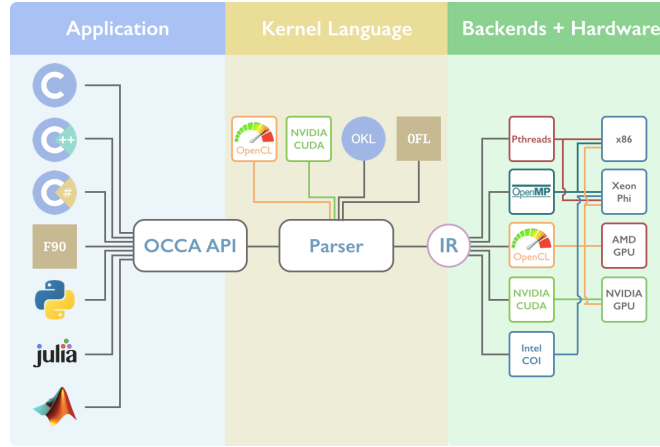 Application
Kernel Language
Backends + Hardware
C
C++
C#
F90
julia
OCCA API
OpenCL
NVIDIA
CUDA
OKL
OFL
Parser
IR
Pthreads
OpenMP
OpenCL
NVIDIA
CUDA
Intel
COI
x86
Xeon
Phi
AMD
GPU
NVIDIA
GPU